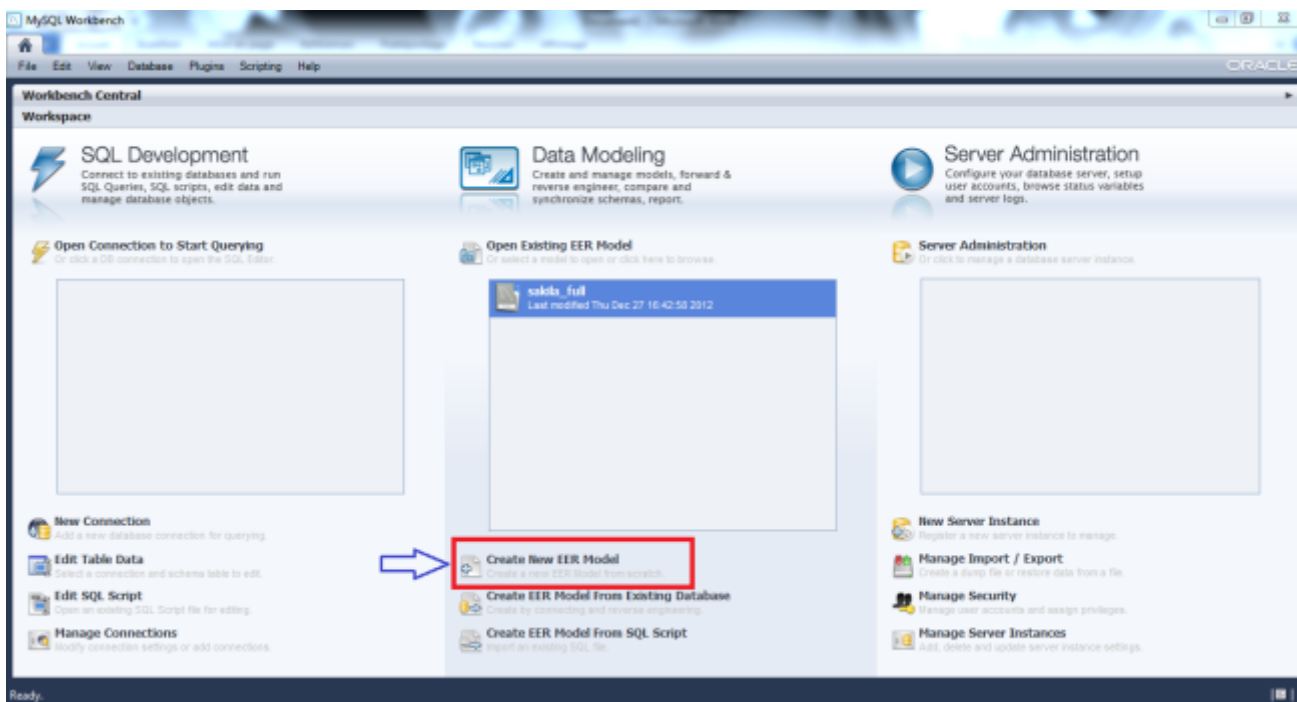 MySQL Workbench
File Edit View Database Plugins Scripting Help
ORACLE
Workbench Central
Workspace
SQL Development
Connect to existing databases and run
SQL Queries, SQL scripts, edit data and
manage database objects.
Open Connection to Start Querying
Or click a DB connection to open the SQL Editor.
New Connection
Add a new database connection for querying.
Edit Table Data
Select a connection and schema table to edit.
Edit SQL Script
Open an existing SQL Script file for editing.
Manage Connections
Modify connection settings or add connections.
Data Modeling
Create and manage models, forward &
reverse engineer, compare and
synchronize schemas, report.
Open Existing EER Model
Or select a model to open or click here to browse.
sakila_full
Last modified Thu Dec 27 16:42:58 2012
Create New EER Model
Create a new EER Model from scratch.
Create EER Model From Existing Database
Create by connecting and reverse engineering.
Create EER Model From SQL Script
Import an existing SQL file.
Server Administration
Configure your database server, setup
user accounts, browse status variables
and server logs.
Server Administration
Or click to manage a database server instance.
New Server Instance
Register a new server instance to manage.
Manage Import / Export
Create a dump file or restore data from a file.
Manage Security
Manage user accounts and assign privileges.
Manage Server Instances
Add, delete and update server instance settings.
Ready.